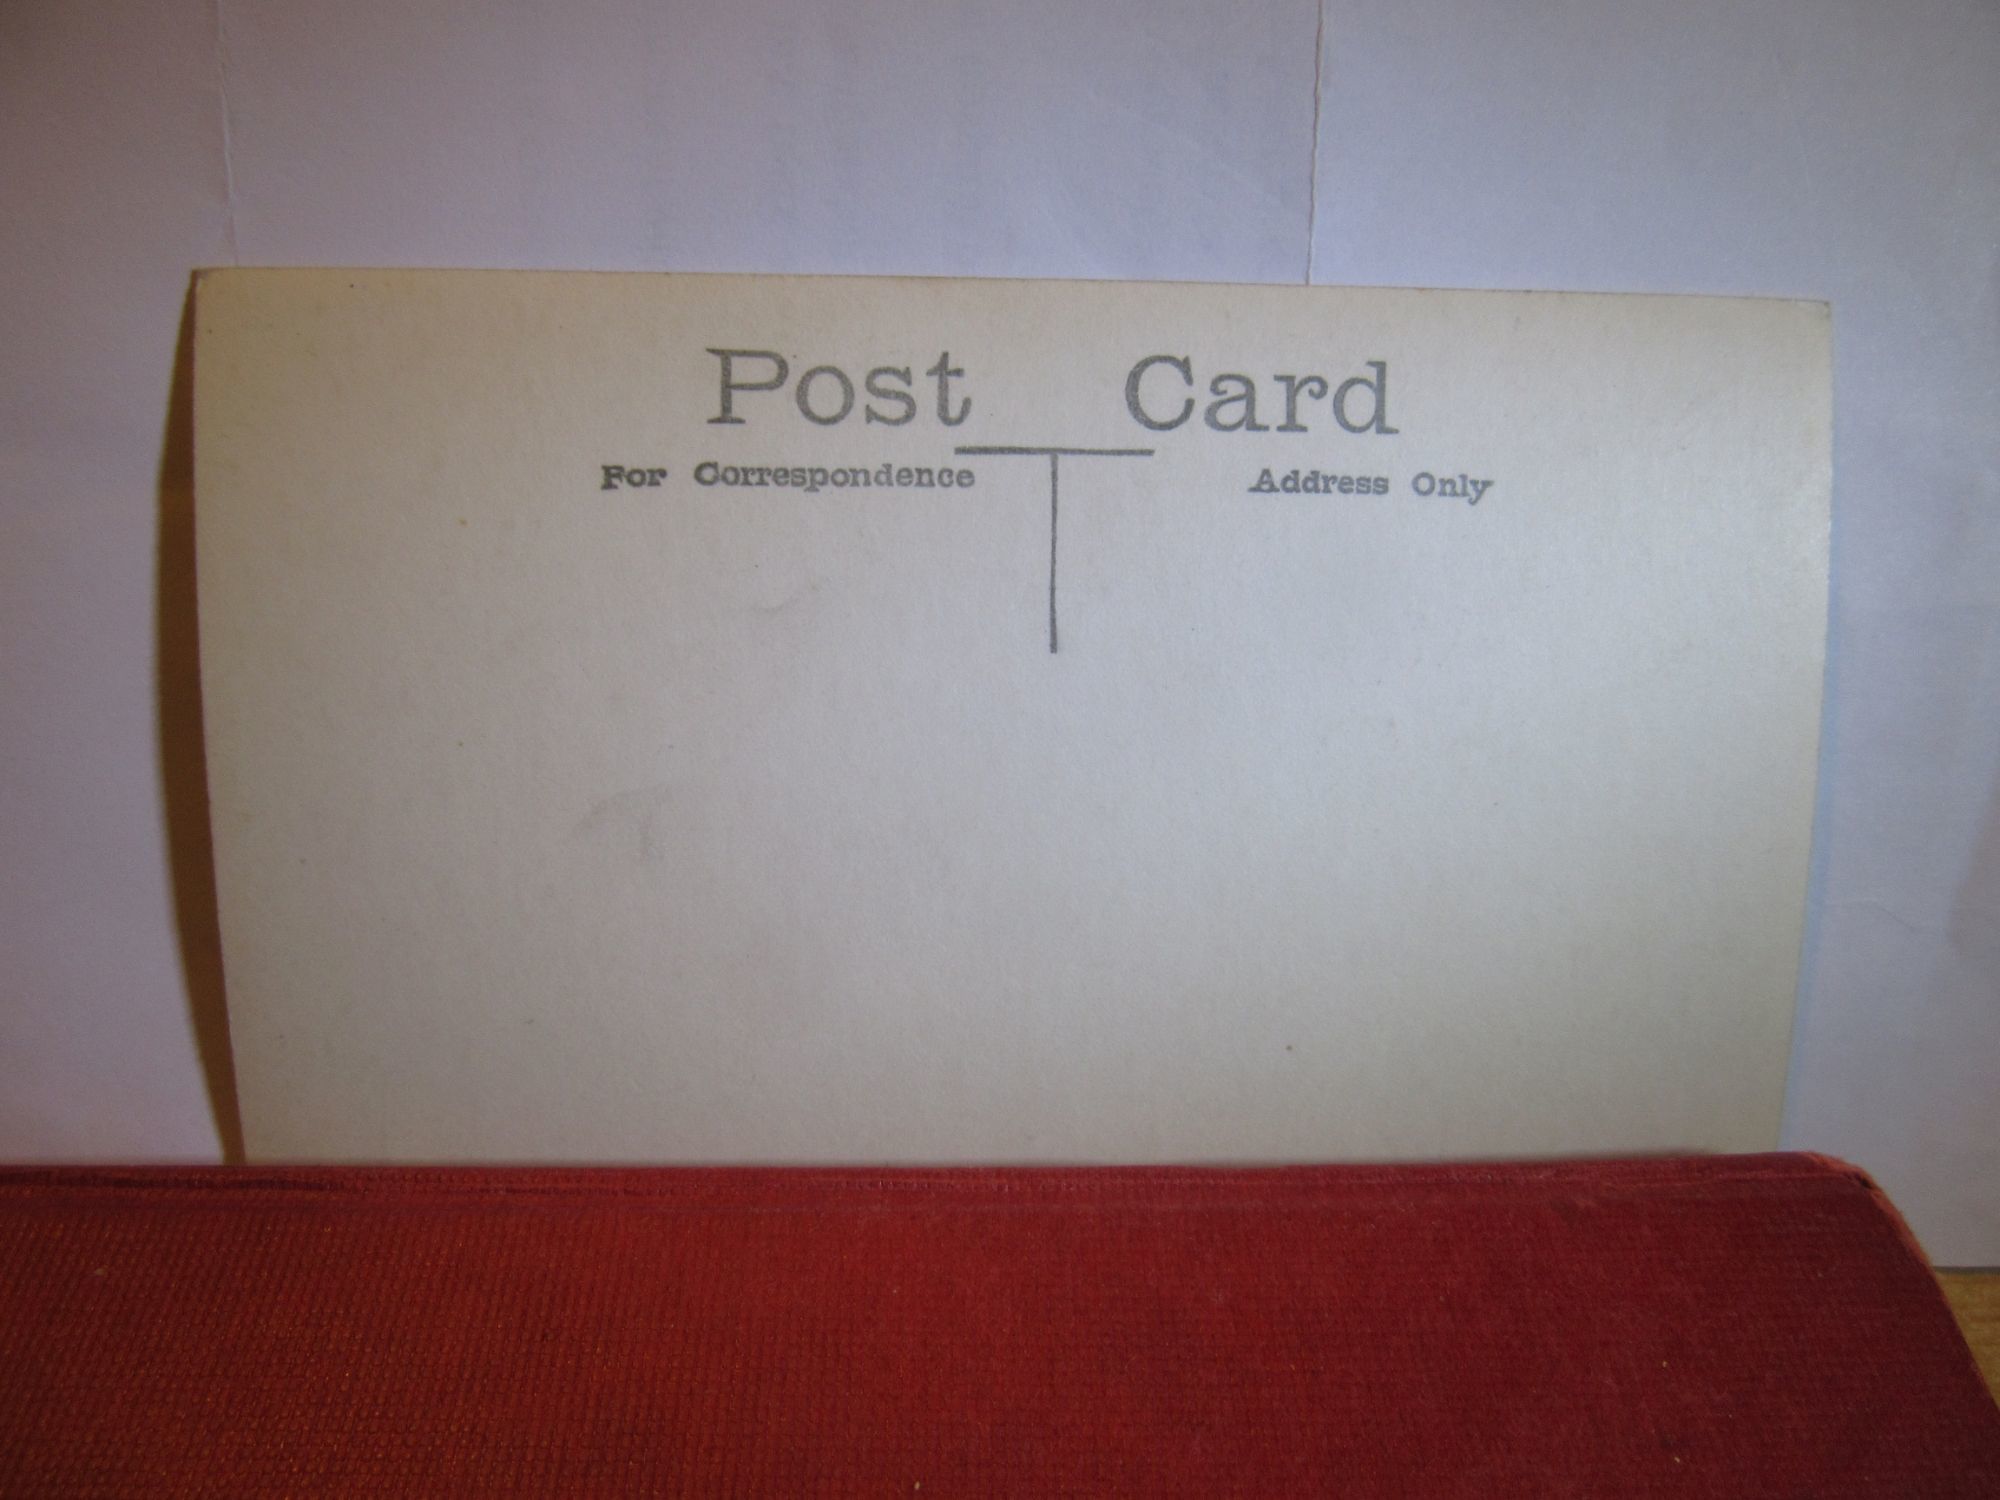 Post Card
For Correspondence Address Only